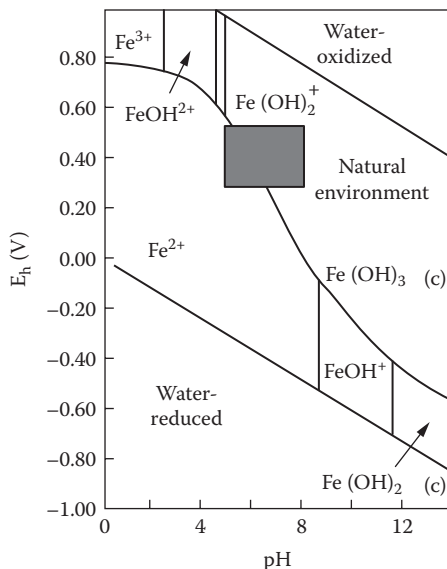 0.80
0.60
0.40
0.20
0.00
−0.20
−0.40
−0.60
−0.80
−1.00
E_h (V)
0
4
8
12
pH
Fe³⁺
FeOH²⁺
Fe (OH)₂⁺
Water-
oxidized
Natural
environment
Fe²⁺
Fe (OH)₃ (c)
FeOH⁺
Water-
reduced
Fe (OH)₂ (c)